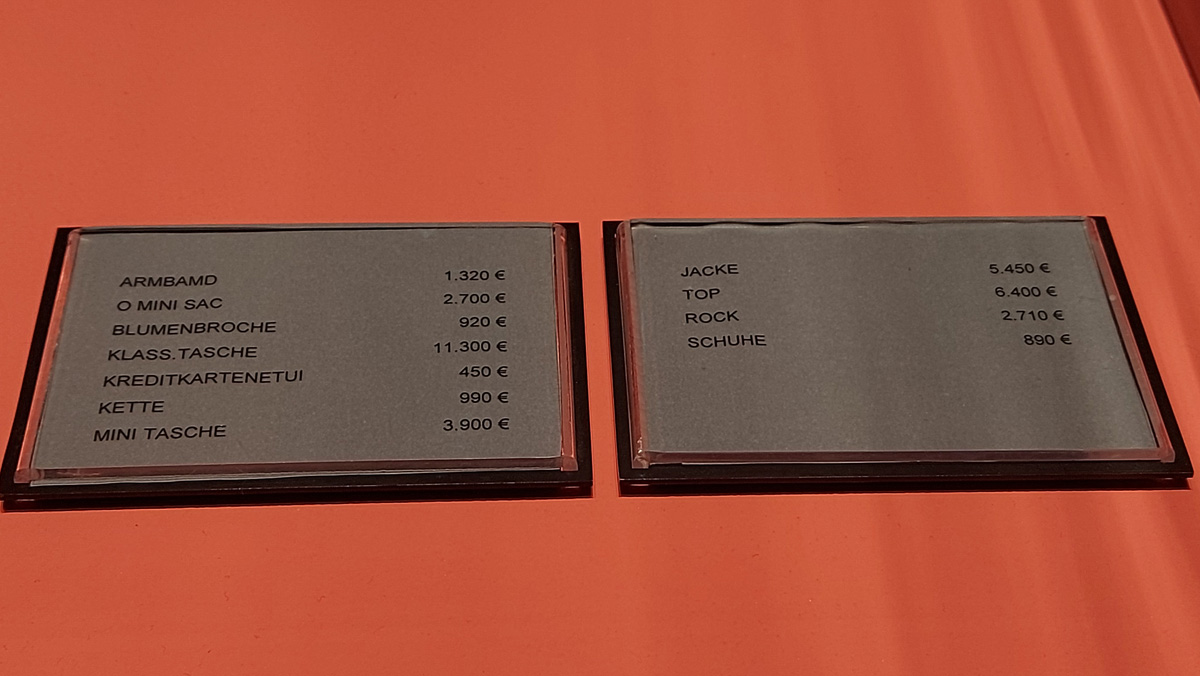 ARMBAMD 1.320 €
O MINI SAC 2.700 €
BLUMENBROCHE 920 €
KLASS.TASCHE 11.300 €
KREDITKARTENETUI 450 €
KETTE 990 €
MINI TASCHE 3.900 €
JACKE 5.450 €
TOP 6.400 €
ROCK 2.710 €
SCHUHE 890 €